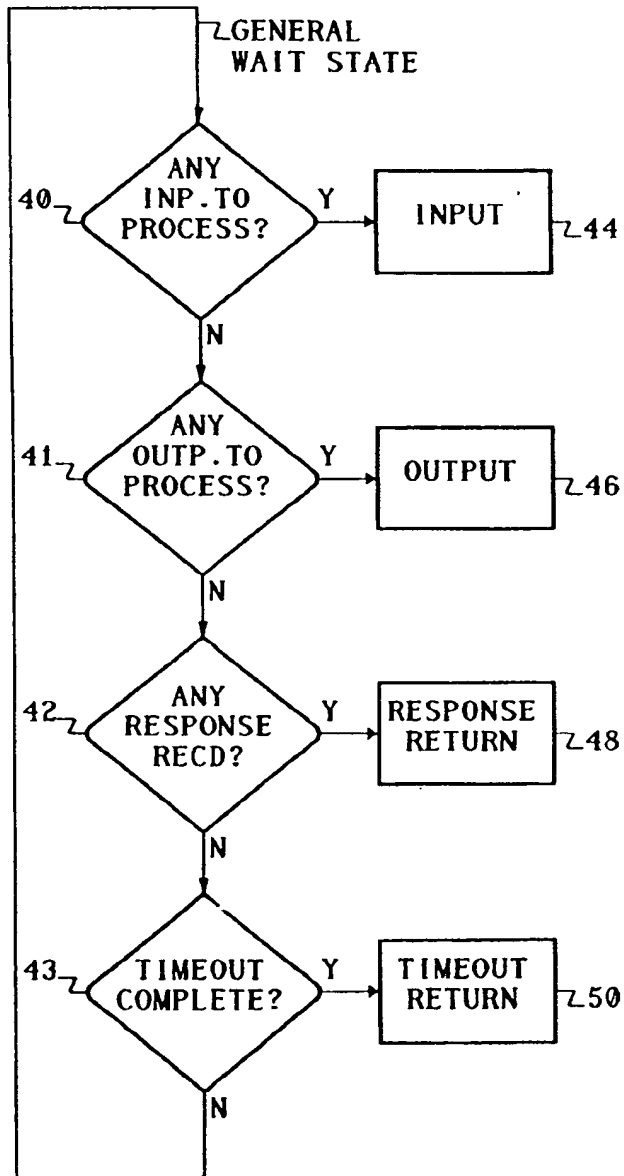 GENERAL
WAIT STATE
40
ANY
INP.TO
PROCESS?
Y
INPUT
44
N
41
ANY
OUTP.TO
PROCESS?
Y
OUTPUT
46
N
42
ANY
RESPONSE
RECD?
Y
RESPONSE
RETURN
48
N
43
TIMEOUT
COMPLETE?
Y
TIMEOUT
RETURN
50
N